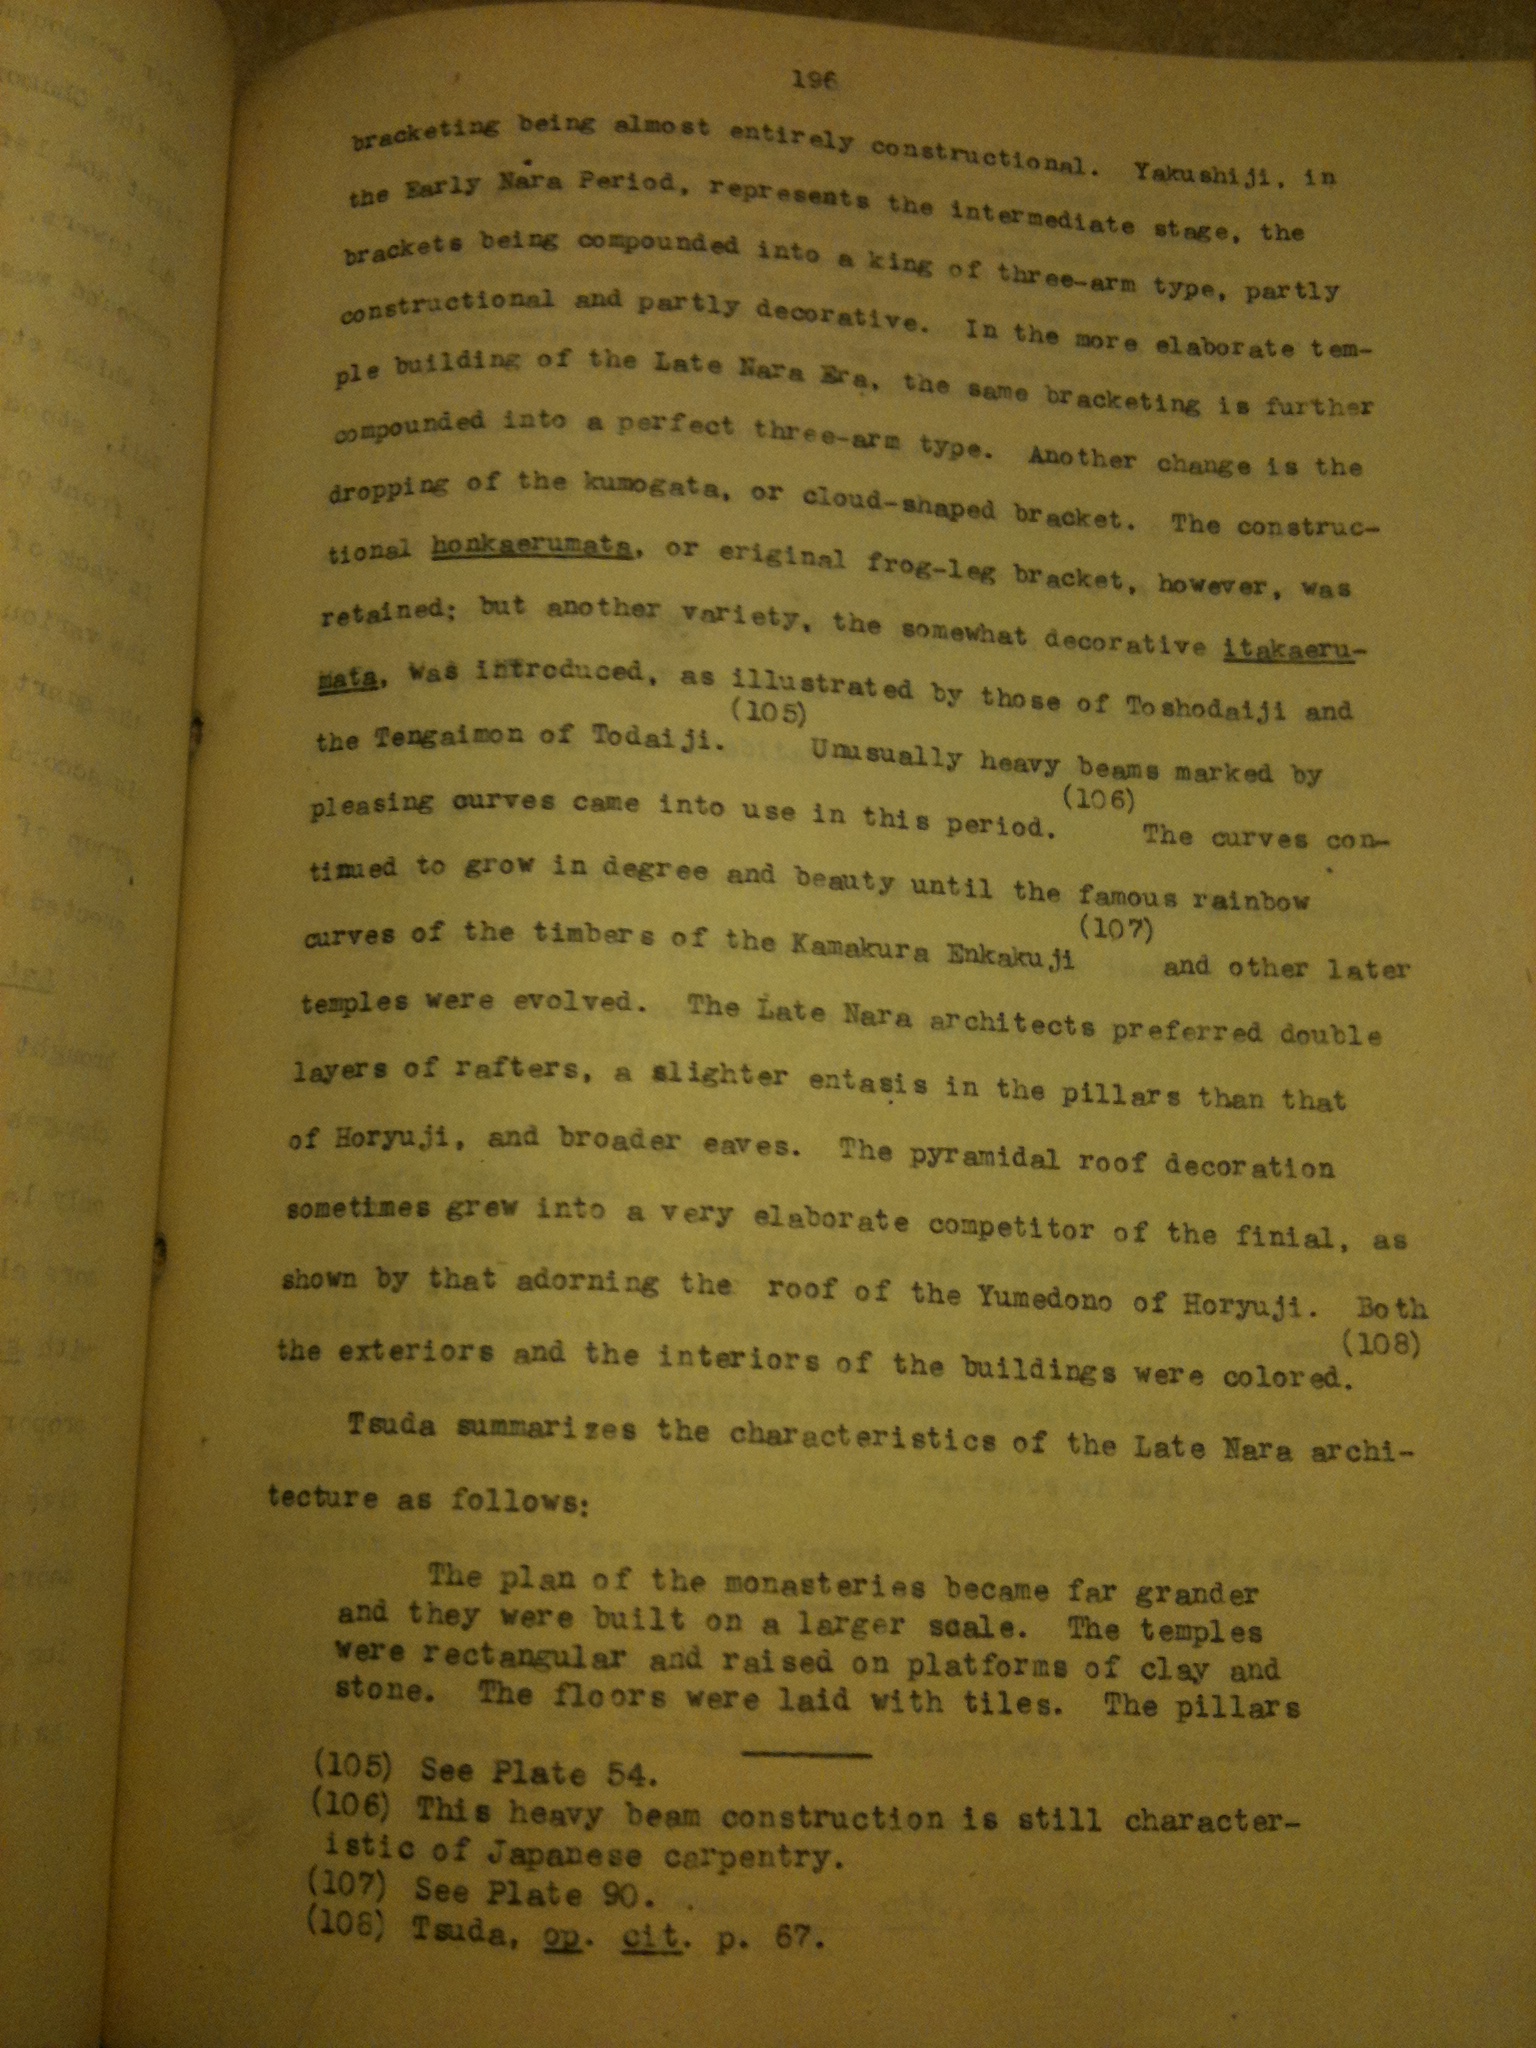 196
bracketing being almost entirely constructional. Yakushiji, in
the Early Nara Period, represents the intermediate stage, the
brackets being compounded into a king of three-arm type, partly
constructional and partly decorative. In the more elaborate tem-
ple building of the Late Nara Era, the same bracketing is further
compounded into a perfect three-arm type. Another change is the
dropping of the kumogata, or cloud-shaped bracket. The construc-
tional honkaerumata, or eriginal frog-leg bracket, however, was
retained; but another variety, the somewhat decorative itakaeru-
mata, was introduced, as illustrated by those of Toshodaiji and
the Tengaimon of Todaiji. (105) Unusually heavy beams marked by
pleasing curves came into use in this period. (106) The curves con-
tinued to grow in degree and beauty until the famous rainbow
curves of the timbers of the Kamakura Enkakuji (107) and other later
temples were evolved. The Late Nara architects preferred double
layers of rafters, a slighter entasis in the pillars than that
of Horyuji, and broader eaves. The pyramidal roof decoration
sometimes grew into a very elaborate competitor of the finial, as
shown by that adorning the roof of the Yumedono of Horyuji. Both
the exteriors and the interiors of the buildings were colored. (108)
Tsuda summarizes the characteristics of the Late Nara archi-
tecture as follows:
The plan of the monasteries became far grander
and they were built on a larger scale. The temples
were rectangular and raised on platforms of clay and
stone. The floors were laid with tiles. The pillars
(105) See Plate 54.
(106) This heavy beam construction is still character-
istic of Japanese carpentry.
(107) See Plate 90.
(108) Tsuda, op. cit. p. 67.